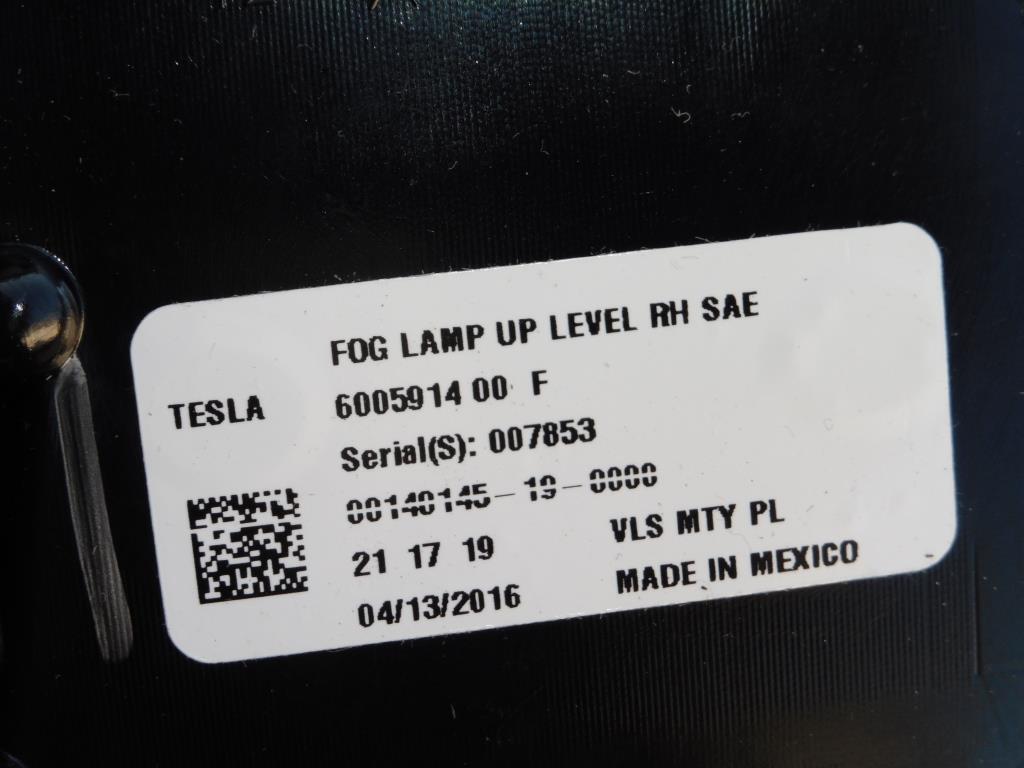 FOG LAMP UP LEVEL RH SAE
TESLA
6005914 00 F
Serial(S): 007853
00140145-19-0000
21 17 19
VLS MTY PL
04/13/2016
MADE IN MEXICO